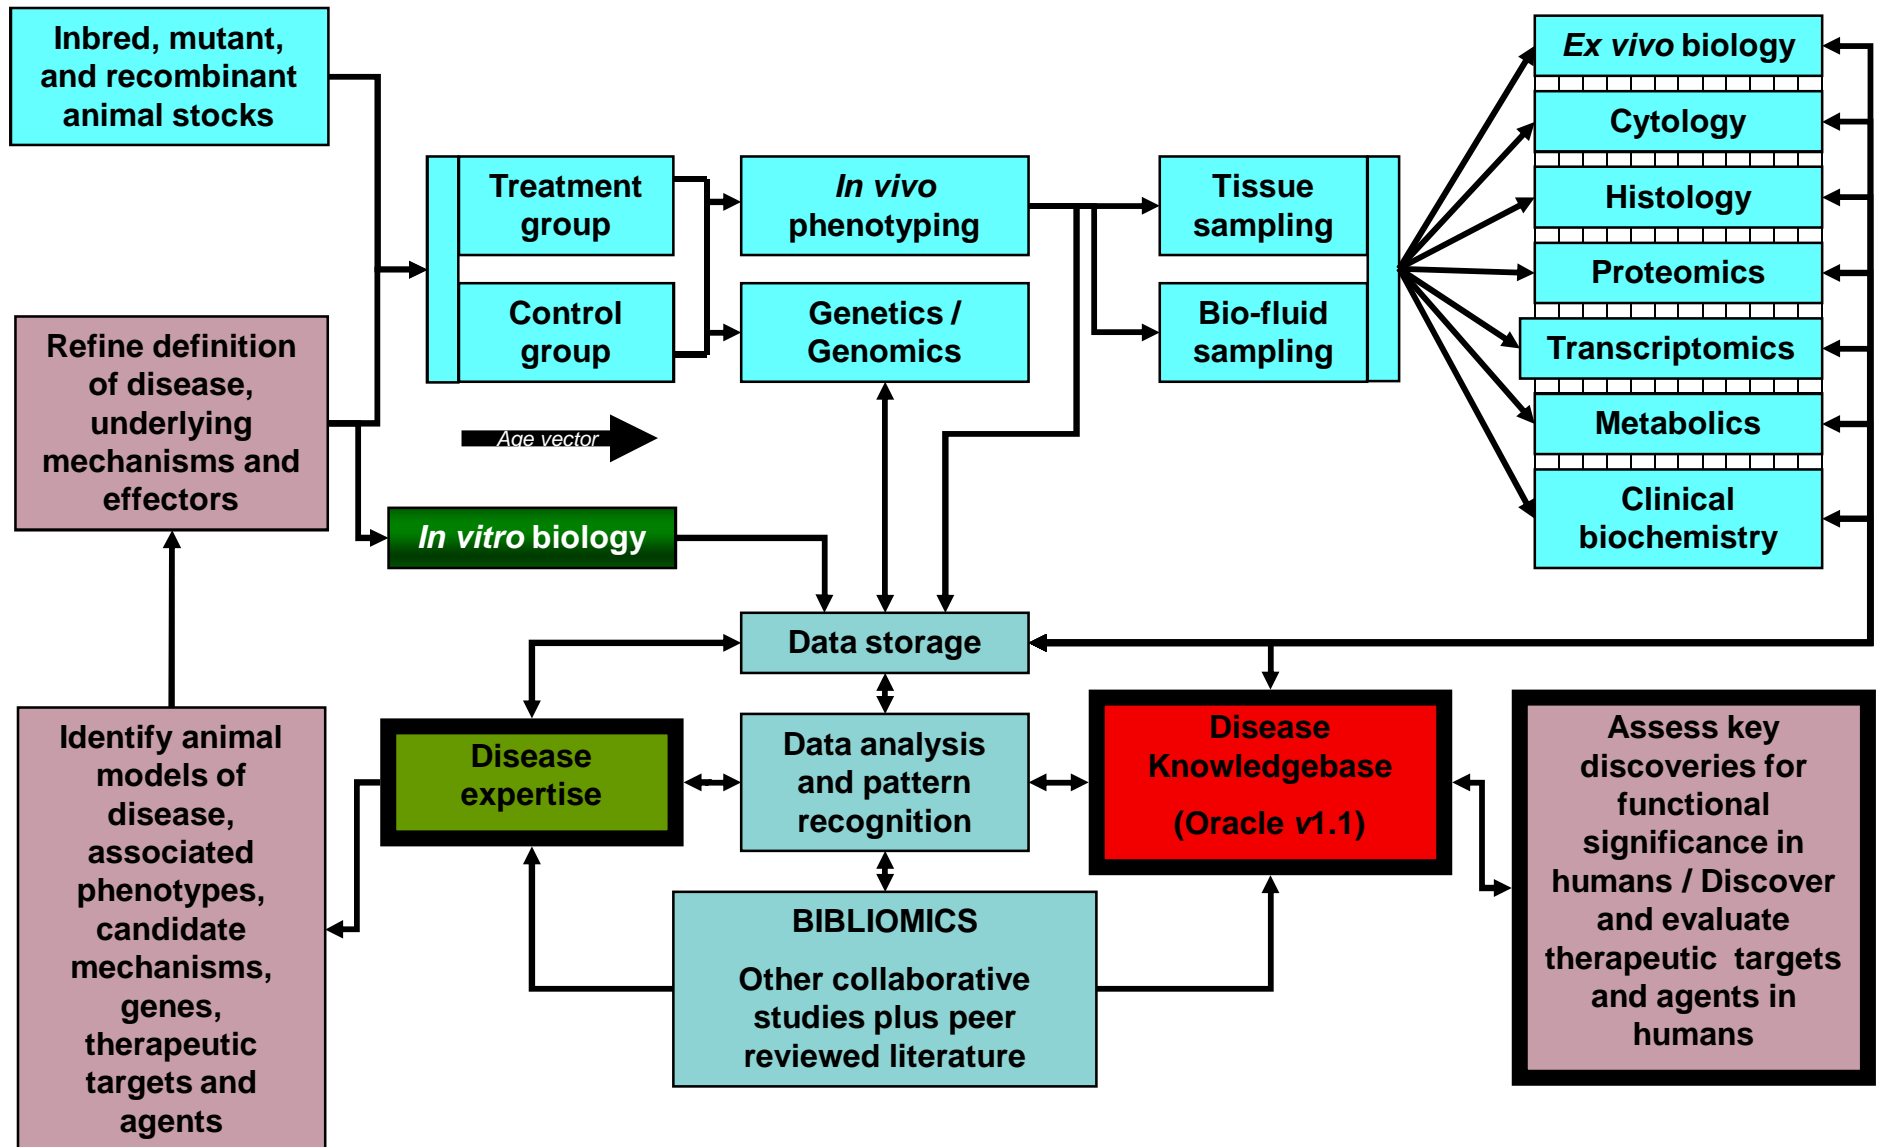 Inbred, mutant,
and recombinant
animal stocks
Treatment
group
Control
group
In vivo
phenotyping
Genetics /
Genomics
Tissue
sampling
Bio-fluid
sampling
Ex vivo biology
Cytology
Histology
Proteomics
Transcriptomics
Metabolics
Clinical
biochemistry
Refine definition
of disease,
underlying
mechanisms and
effectors
Age vector
In vitro biology
Data storage
Identify animal
models of
disease,
associated
phenotypes,
candidate
mechanisms,
genes,
therapeutic
targets and
agents
Disease
expertise
Data analysis
and pattern
recognition
Disease
Knowledgebase
(Oracle v1.1)
Assess key
discoveries for
functional
significance in
humans / Discover
and evaluate
therapeutic targets
and agents in
humans
BIBLIOMICS
Other collaborative
studies plus peer
reviewed literature